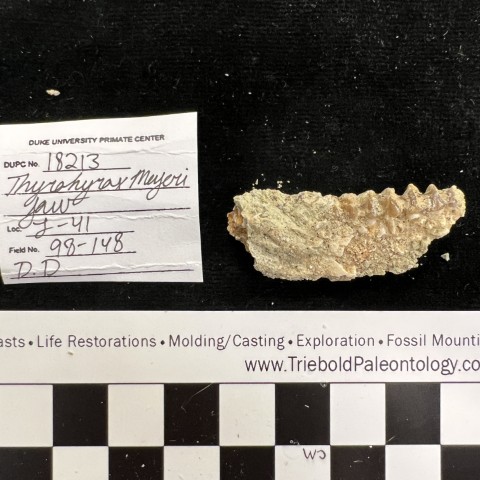 DUKE UNIVERSITY PRIMATE CENTER
DUPC No. 18213
Thyrohyrax Meyeri
Jaw
Loc. L-41
Field No. 98-148
D.D
asts • Life Restorations • Molding/Casting • Exploration • Fossil Mounti
www.TrieboldPaleontology.co
CM